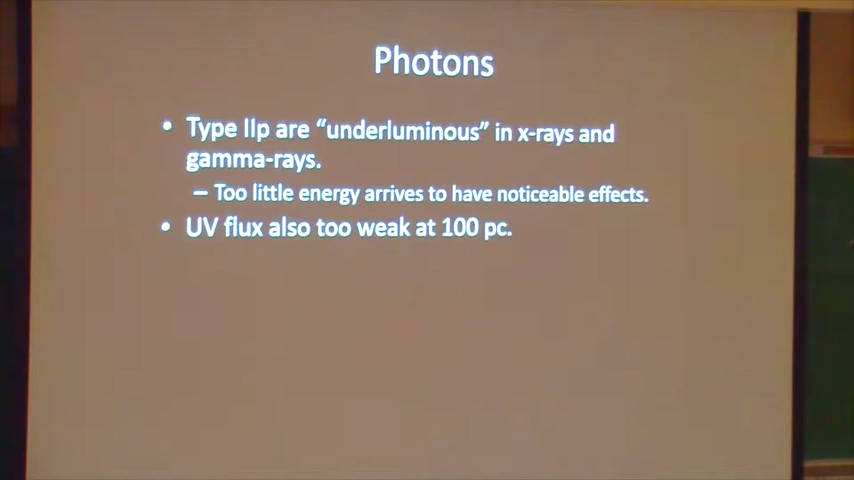 Photons
• Type IIp are “underluminous” in x-rays and
gamma-rays.
– Too little energy arrives to have noticeable effects.
• UV flux also too weak at 100 pc.